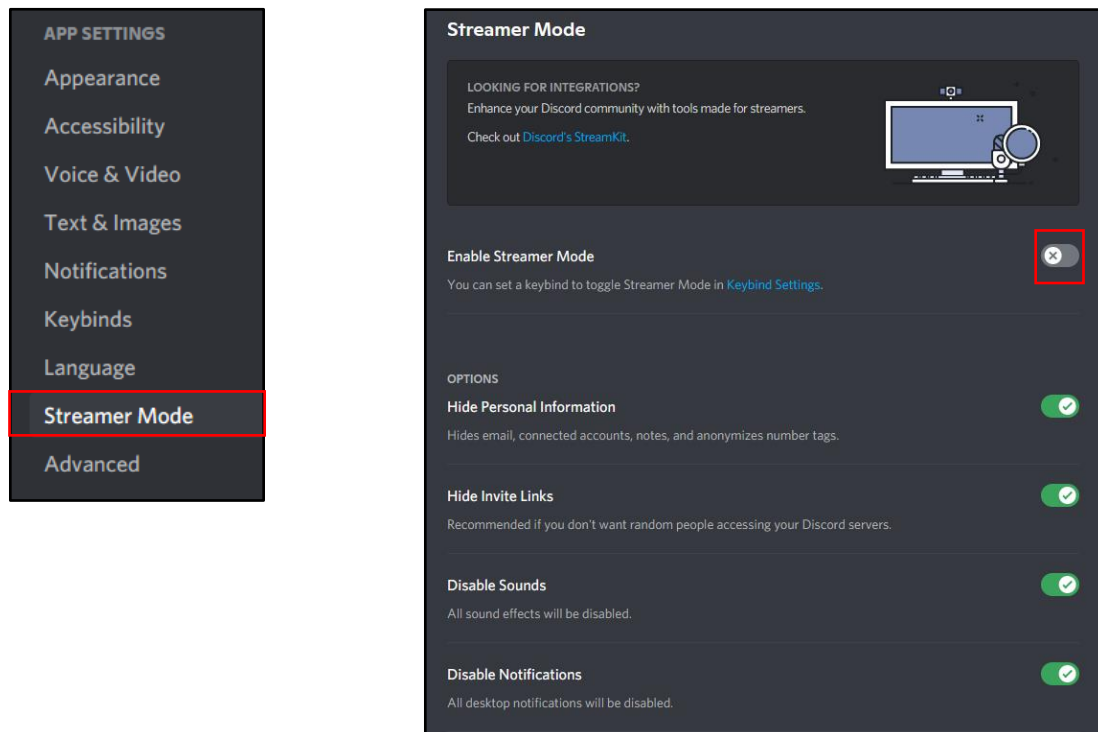 APP SETTINGS
Appearance
Accessibility
Voice & Video
Text & Images
Notifications
Keybinds
Language
Streamer Mode
Advanced
Streamer Mode
LOOKING FOR INTEGRATIONS?
Enhance your Discord community with tools made for streamers.
Check out Discord's StreamKit.
Enable Streamer Mode
You can set a keybind to toggle Streamer Mode in Keybind Settings.
OPTIONS
Hide Personal Information
Hides email, connected accounts, notes, and anonymizes number tags.
Hide Invite Links
Recommended if you don't want random people accessing your Discord servers.
Disable Sounds
All sound effects will be disabled.
Disable Notifications
All desktop notifications will be disabled.